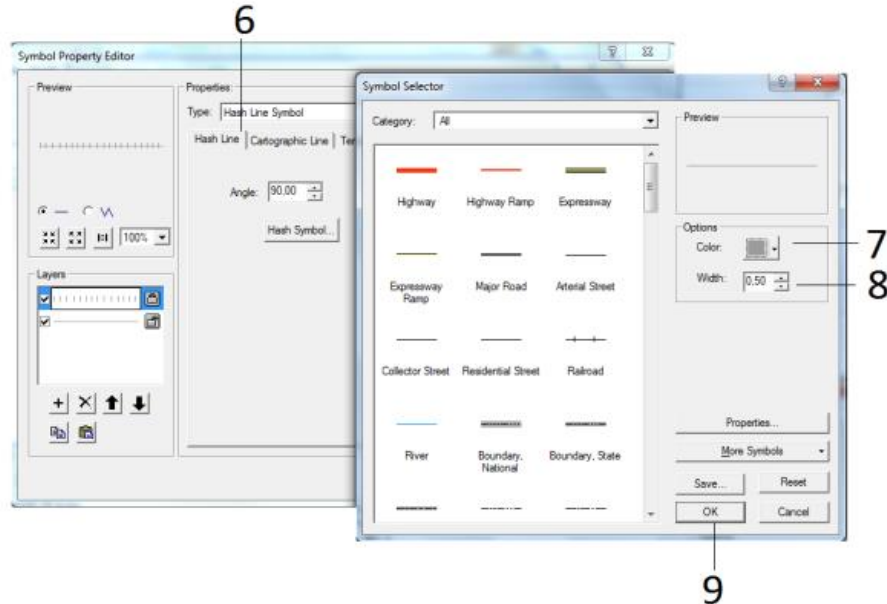 6
Symbol Property Editor
Preview
100%
Layers
Properties
Type: Hash Line Symbol
Hash Line
Cartographic Line
Angle: 90.00
Hash Symbol...
Symbol Selector
Category: All
Highway
Highway Ramp
Expressway
Expressway
Ramp
Major Road
Arterial Street
Collector Street
Residential Street
Railroad
River
Boundary,
National
Boundary, State
Preview
Options
Color:
7
Width: 0.50
8
Properties...
More Symbols
Save...
Reset
OK
Cancel
9